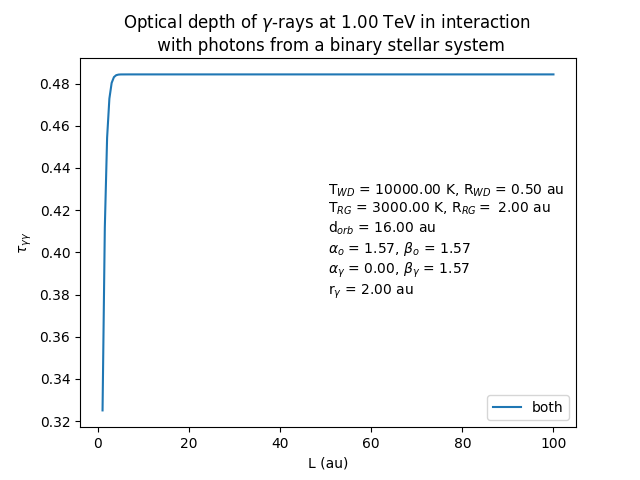 Optical depth of γ-rays at 1.00 TeV in interaction
with photons from a binary stellar system
0.48
0.46
0.44
0.42
0.40
0.38
0.36
0.34
0.32
τγγ
T_WD = 10000.00 K, R_WD = 0.50 au
T_RG = 3000.00 K, R_RG = 2.00 au
d_orb = 16.00 au
α_o = 1.57, β_o = 1.57
α_γ = 0.00, β_γ = 1.57
r_γ = 2.00 au
both
0 20 40 60 80 100
L (au)